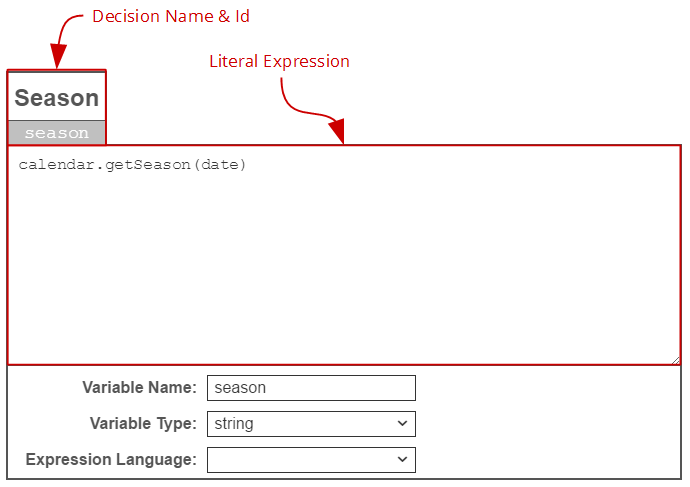 Decision Name & Id
Literal Expression
Season
season
calendar.getSeason(date)
Variable Name: season
Variable Type: string
Expression Language: